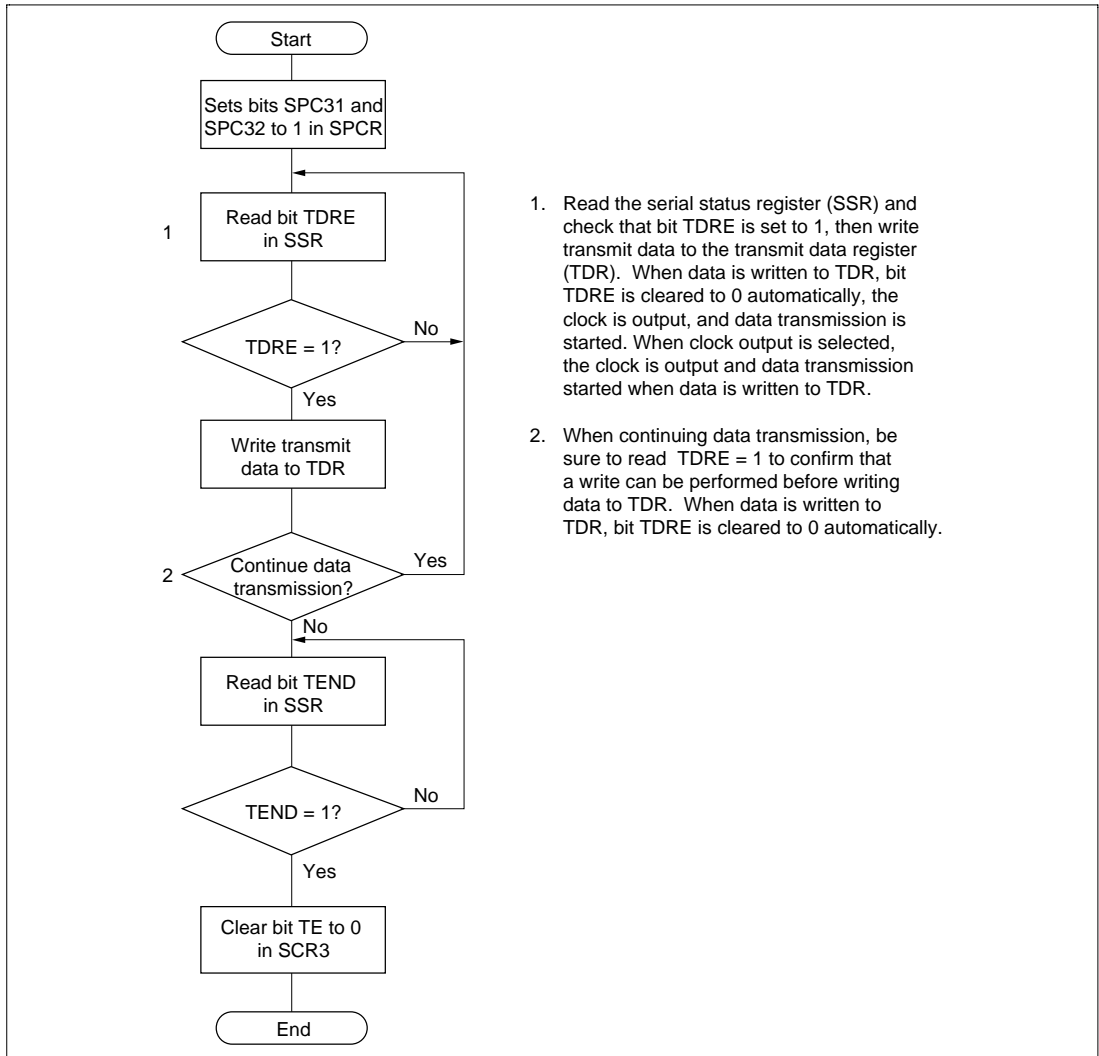 Start
Sets bits SPC31 and
SPC32 to 1 in SPCR
1
Read bit TDRE
in SSR
TDRE = 1?
No
Yes
Write transmit
data to TDR
2
Continue data
transmission?
Yes
No
Read bit TEND
in SSR
TEND = 1?
No
Yes
Clear bit TE to 0
in SCR3
End
1. Read the serial status register (SSR) and
check that bit TDRE is set to 1, then write
transmit data to the transmit data register
(TDR). When data is written to TDR, bit
TDRE is cleared to 0 automatically, the
clock is output, and data transmission is
started. When clock output is selected,
the clock is output and data transmission
started when data is written to TDR.
2. When continuing data transmission, be
sure to read TDRE = 1 to confirm that
a write can be performed before writing
data to TDR. When data is written to
TDR, bit TDRE is cleared to 0 automatically.